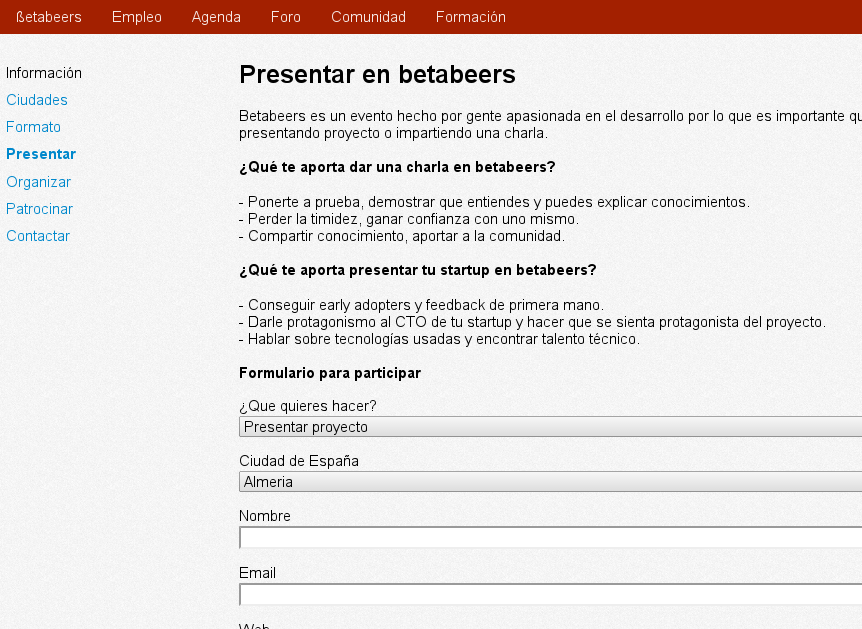 ßetabeers Empleo Agenda Foro Comunidad Formación
Información
Ciudades
Formato
Presentar
Organizar
Patrocinar
Contactar
Presentar en betabeers
Betabeers es un evento hecho por gente apasionada en el desarrollo por lo que es importante
presentando proyecto o impartiendo una charla.
¿Qué te aporta dar una charla en betabeers?
- Ponerte a prueba, demostrar que entiendes y puedes explicar conocimientos.
- Perder la timidez, ganar confianza con uno mismo.
- Compartir conocimiento, aportar a la comunidad.
¿Qué te aporta presentar tu startup en betabeers?
- Conseguir early adopters y feedback de primera mano.
- Darle protagonismo al CTO de tu startup y hacer que se sienta protagonista del proyecto.
- Hablar sobre tecnologías usadas y encontrar talento técnico.
Formulario para participar
¿Que quieres hacer?
Presentar proyecto
Ciudad de España
Almeria
Nombre
Email